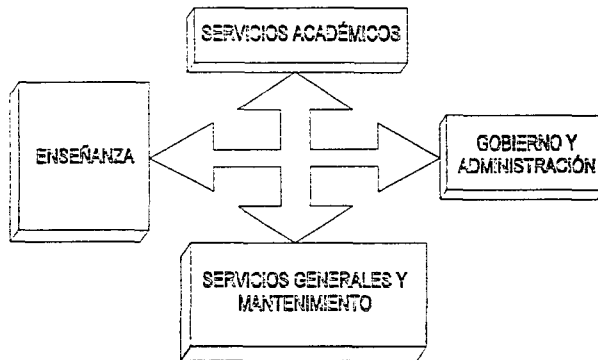 SERVICIOS ACADÉMICOS
ENSEÑANZA
GOBIERNO Y
ADMINISTRACIÓN
SERVICIOS GENERALES Y
MANTENIMIENTO